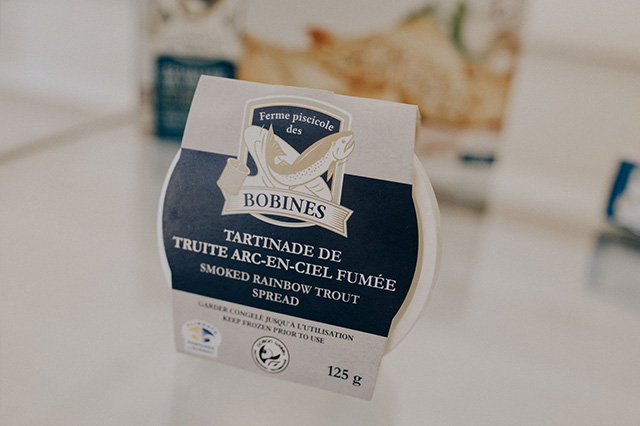 Ferme piscicole
des
BOBINES
TARTINADE DE
TRUITE ARC-EN-CIEL FUMÉE
SMOKED RAINBOW TROUT
SPREAD
GARDER CONGELÉ JUSQU'À L'UTILISATION
KEEP FROZEN PRIOR TO USE
125 g